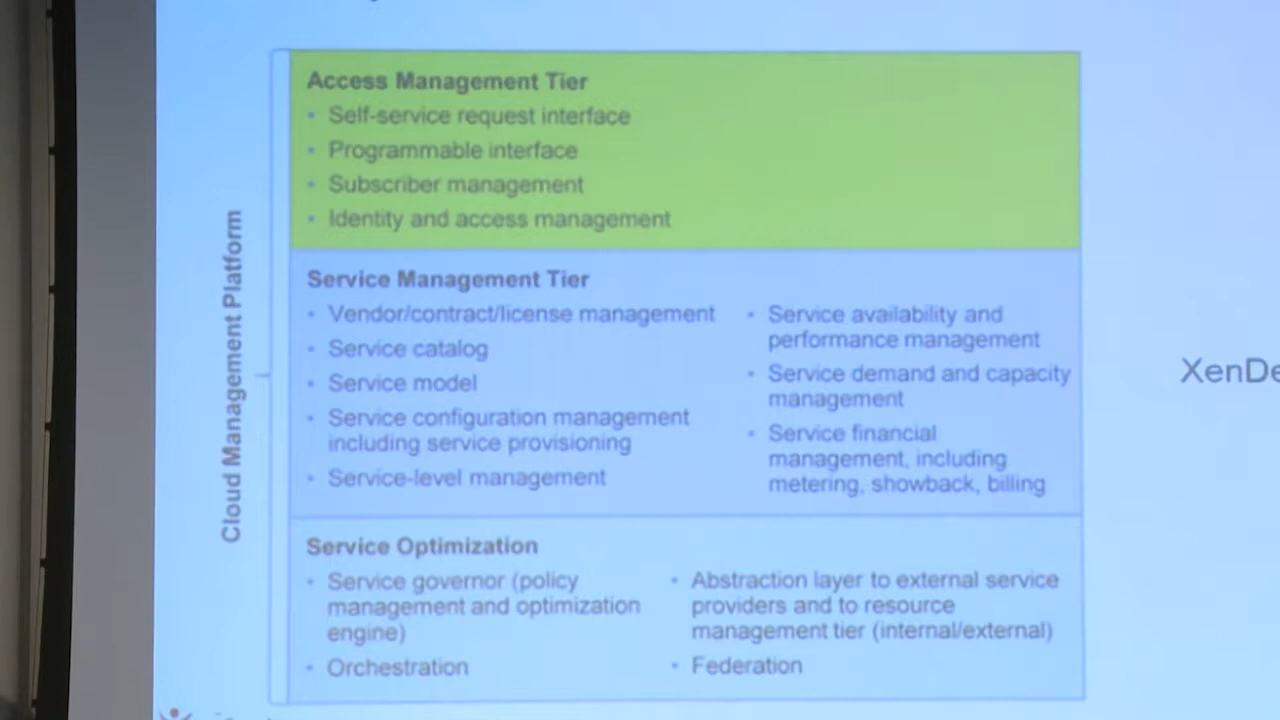 Cloud Management Platform
Access Management Tier
• Self-service request interface
• Programmable interface
• Subscriber management
• Identity and access management
Service Management Tier
• Vendor/contract/license management
• Service catalog
• Service model
• Service configuration management
including service provisioning
• Service-level management
• Service availability and
performance management
• Service demand and capacity
management
• Service financial
management, including
metering, showback, billing
Service Optimization
• Service governor (policy
management and optimization
engine)
• Orchestration
• Abstraction layer to external service
providers and to resource
management tier (internal/external)
• Federation
XenDe